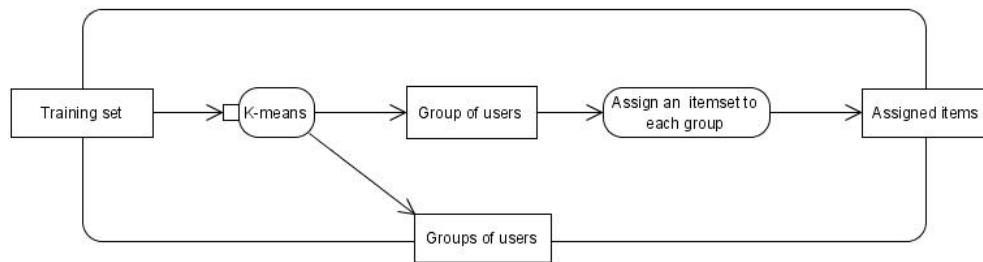 Training set
K-means
Group of users
Assign an itemset to
each group
Assigned items
Groups of users